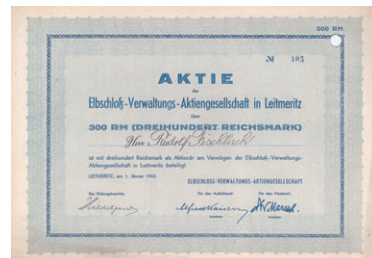 300 RM.
№ 195
AKTIE
der
Elbschloß-Verwaltungs-Aktiengesellschaft in Leitmeritz
über
300 RM (DREIHUNDERT REICHSMARK)
Herr Rudolf
ist mit dreihundert Reichsmark als Aktionär am Vermögen der Elbschloß-Verwaltungs-
Aktiengesellschaft in Leitmeritz beteiligt.
LEITMERITZ, am 1. Jänner 1943.
ELBSCHLOSS-VERWALTUNGS-AKTIENGESELLSCHAFT
Für den Aufsichtsrat:
Für den Vorstand: